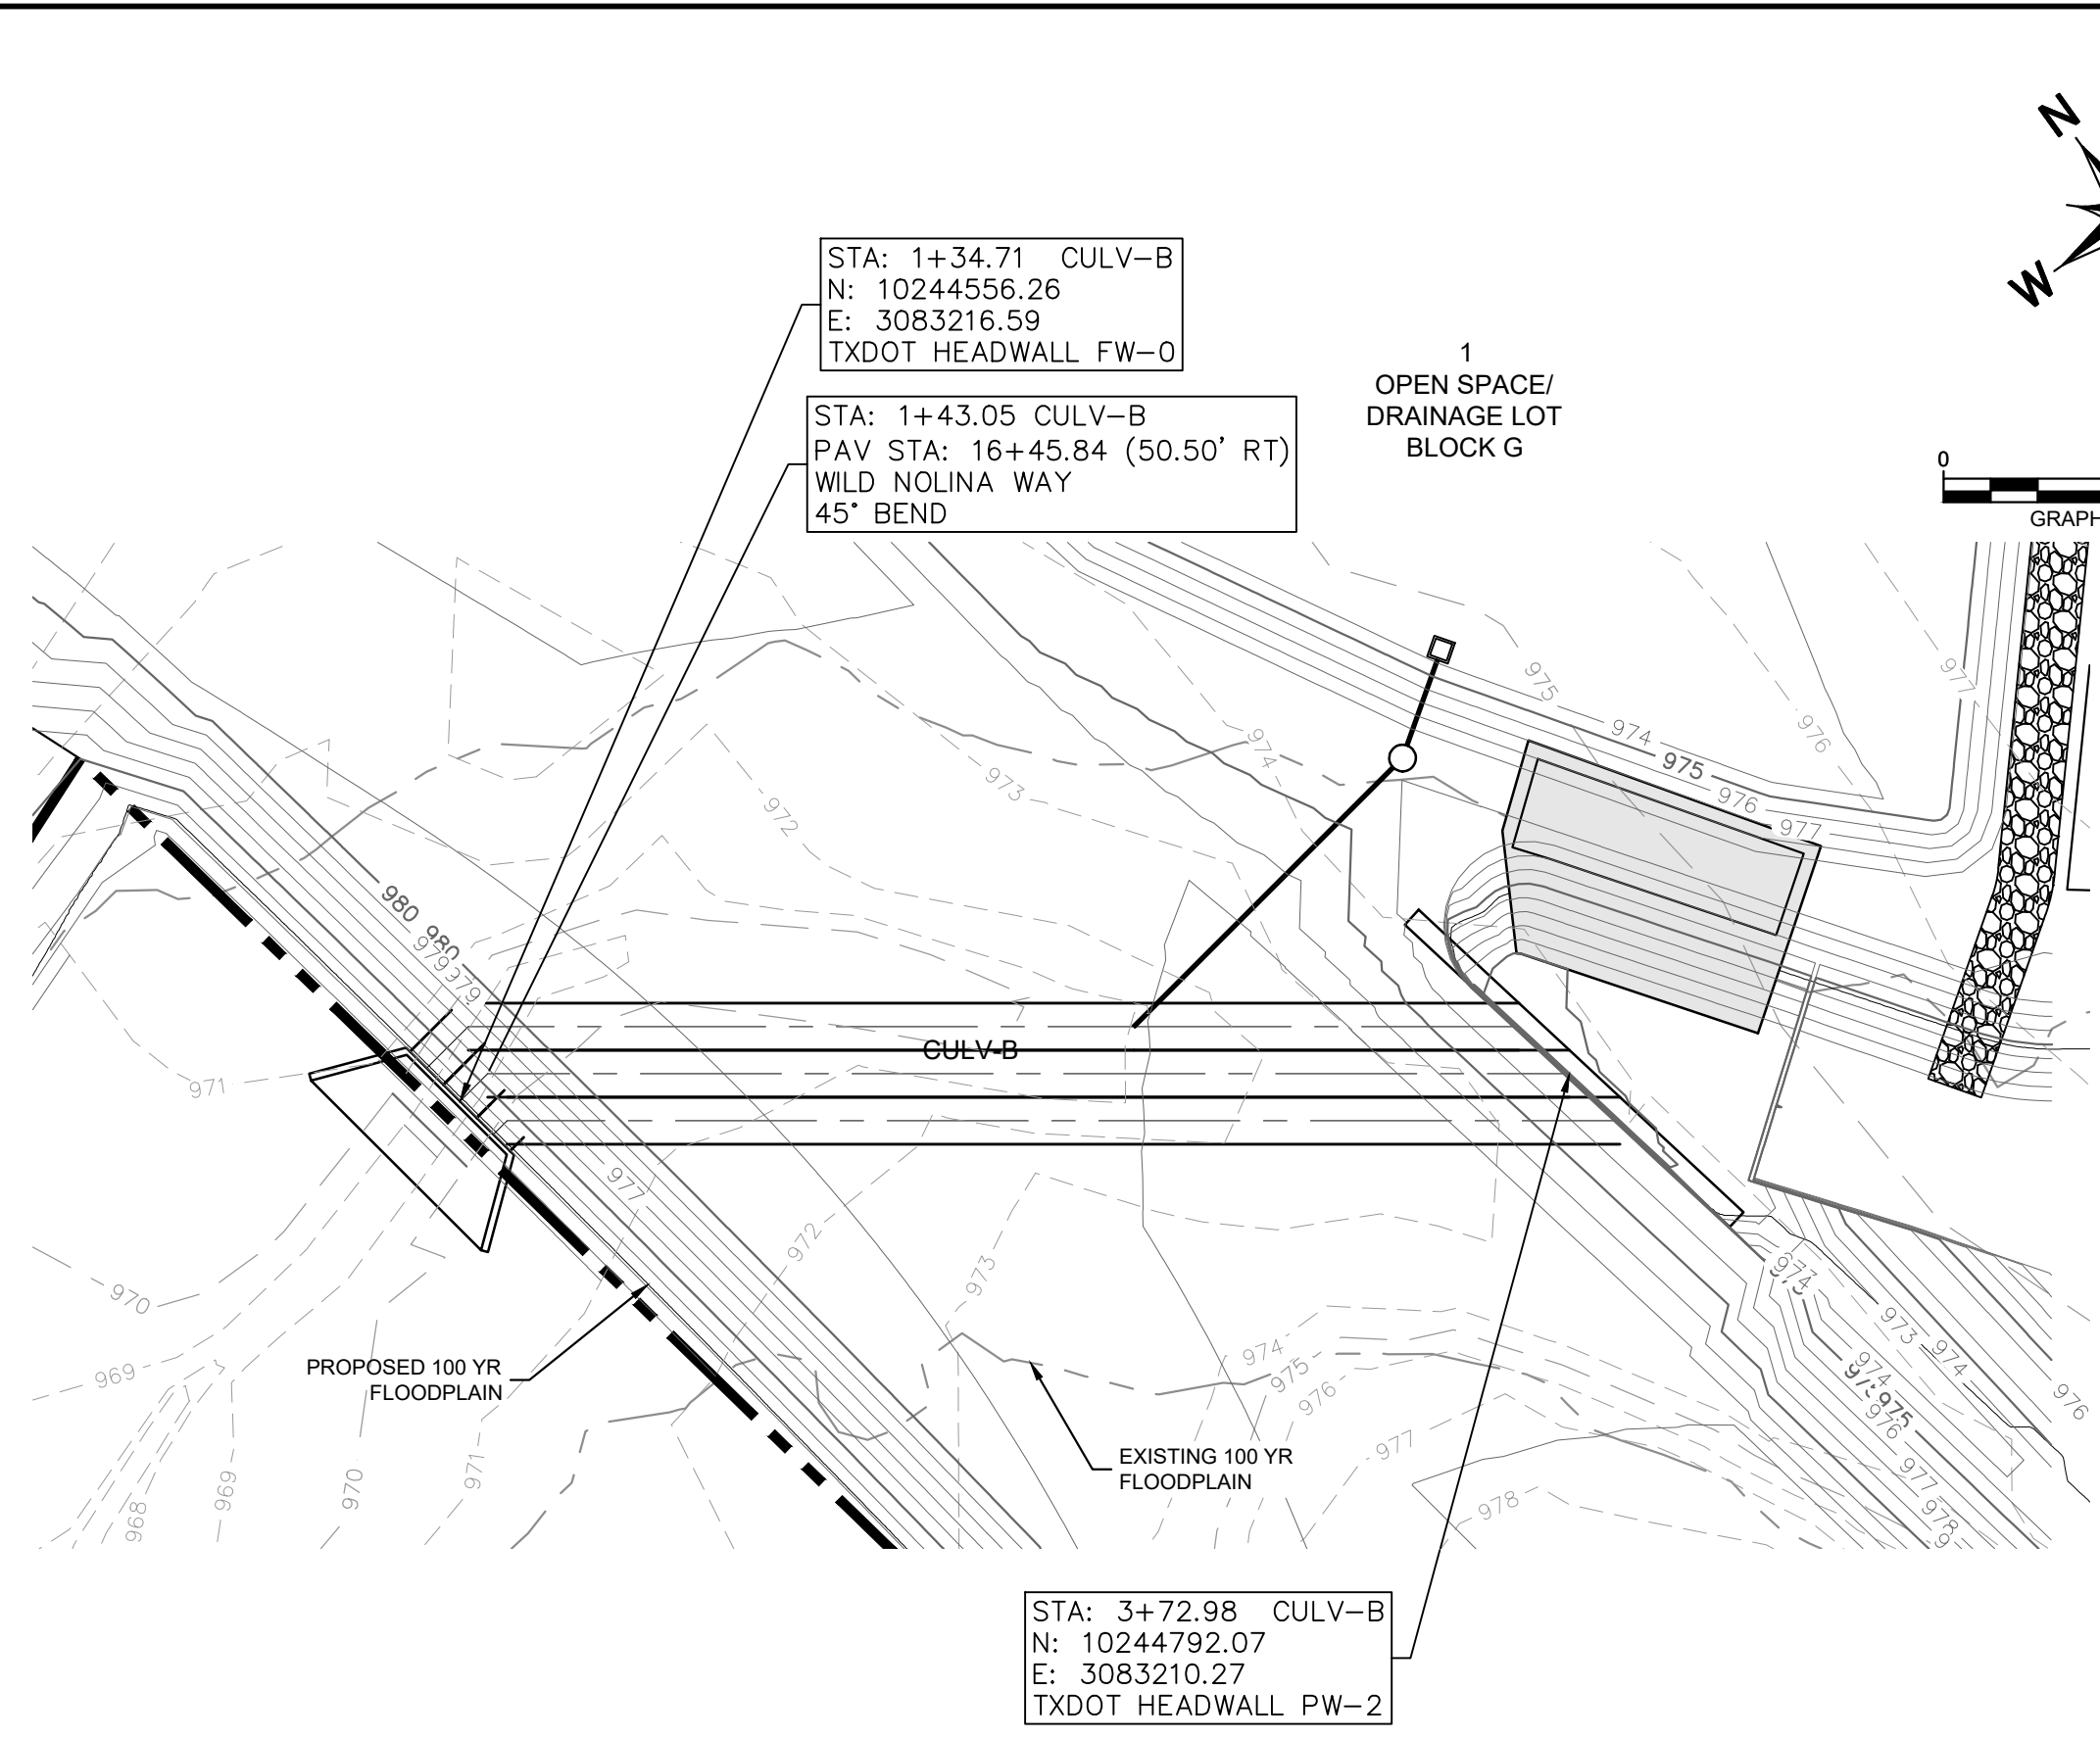 N
W
STA: 1+34.71 CULV-B
N: 10244556.26
E: 3083216.59
TXDOT HEADWALL FW-0
1
OPEN SPACE/
DRAINAGE LOT
BLOCK G
STA: 1+43.05 CULV-B
PAV STA: 16+45.84 (50.50' RT)
WILD NOLINA WAY
45° BEND
0
GRAPH
975
977
974
976
974
975
973
976
972
977
980
980
979
979
CULV-B
971
977
972
973
974
973
970
973
974
974
975
969
976
974
975
976
976
PROPOSED 100 YR
FLOODPLAIN
977
EXISTING 100 YR
FLOODPLAIN
977
978
978
971
970
969
968
STA: 3+72.98 CULV-B
N: 10244792.07
E: 3083210.27
TXDOT HEADWALL PW-2